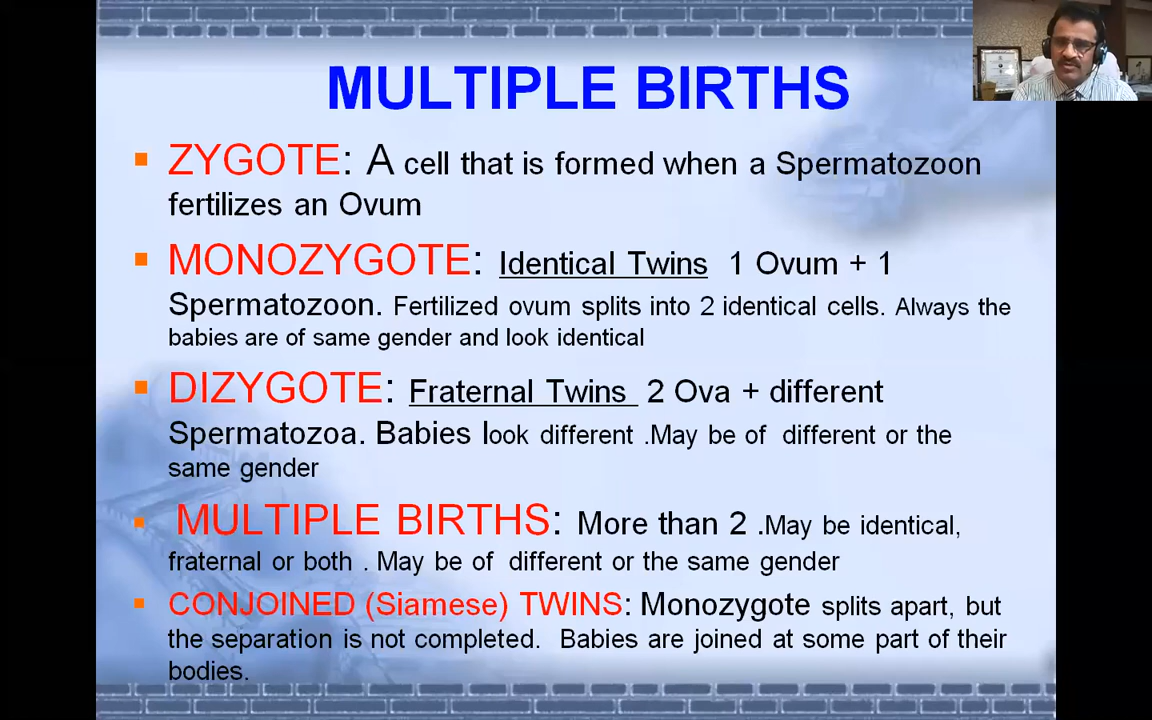 MULTIPLE BIRTHS
ZYGOTE: A cell that is formed when a Spermatozoon
fertilizes an Ovum
MONOZYGOTE: Identical Twins 1 Ovum + 1
Spermatozoon. Fertilized ovum splits into 2 identical cells. Always the
babies are of same gender and look identical
DIZYGOTE: Fraternal Twins 2 Ova + different
Spermatozoa. Babies look different .May be of different or the
same gender
MULTIPLE BIRTHS: More than 2 .May be identical,
fraternal or both . May be of different or the same gender
CONJOINED (Siamese) TWINS: Monozygote splits apart, but
the separation is not completed. Babies are joined at some part of their
bodies.